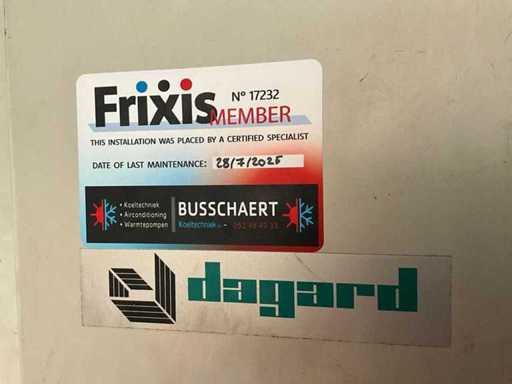 Frixis Nº 17232
MEMBER
THIS INSTALLATION WAS PLACED BY A CERTIFIED SPECIALIST
DATE OF LAST MAINTENANCE: 28/7/2025
• Koeltechniek
• Airconditioning
• Warmtepompen
BUSSCHAERT
Koeltechniek
dagard